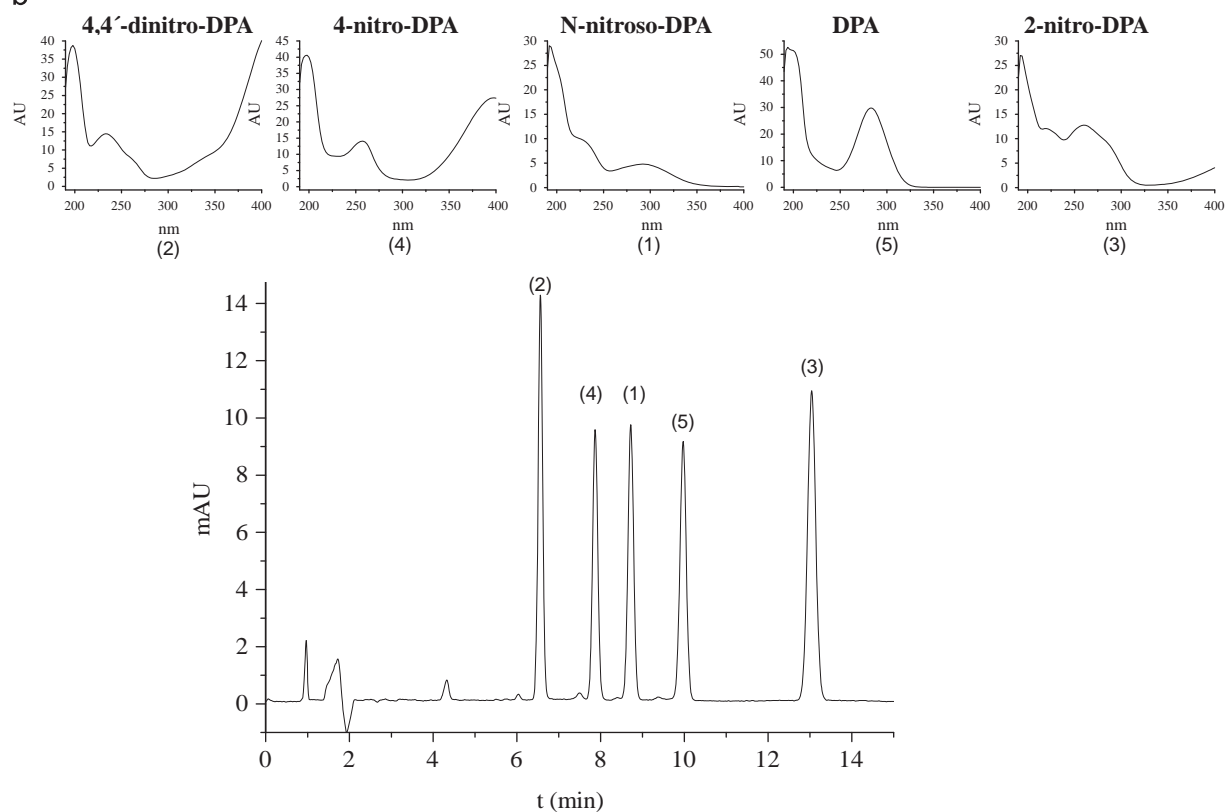 b
4,4´-dinitro-DPA 4-nitro-DPA N-nitroso-DPA DPA 2-nitro-DPA
AU
40
35
30
25
20
15
10
5
0
200 250 300 350 400
nm
(2)
AU
45
40
35
30
25
20
15
10
5
0
200 250 300 350 400
nm
(4)
AU
30
25
20
15
10
5
0
200 250 300 350 400
nm
(1)
AU
50
40
30
20
10
0
200 250 300 350 400
nm
(5)
AU
30
25
20
15
10
5
0
200 250 300 350 400
nm
(3)
mAU
14
12
10
8
6
4
2
0
(2)
(4)
(1)
(5)
(3)
0 2 4 6 8 10 12 14
t (min)